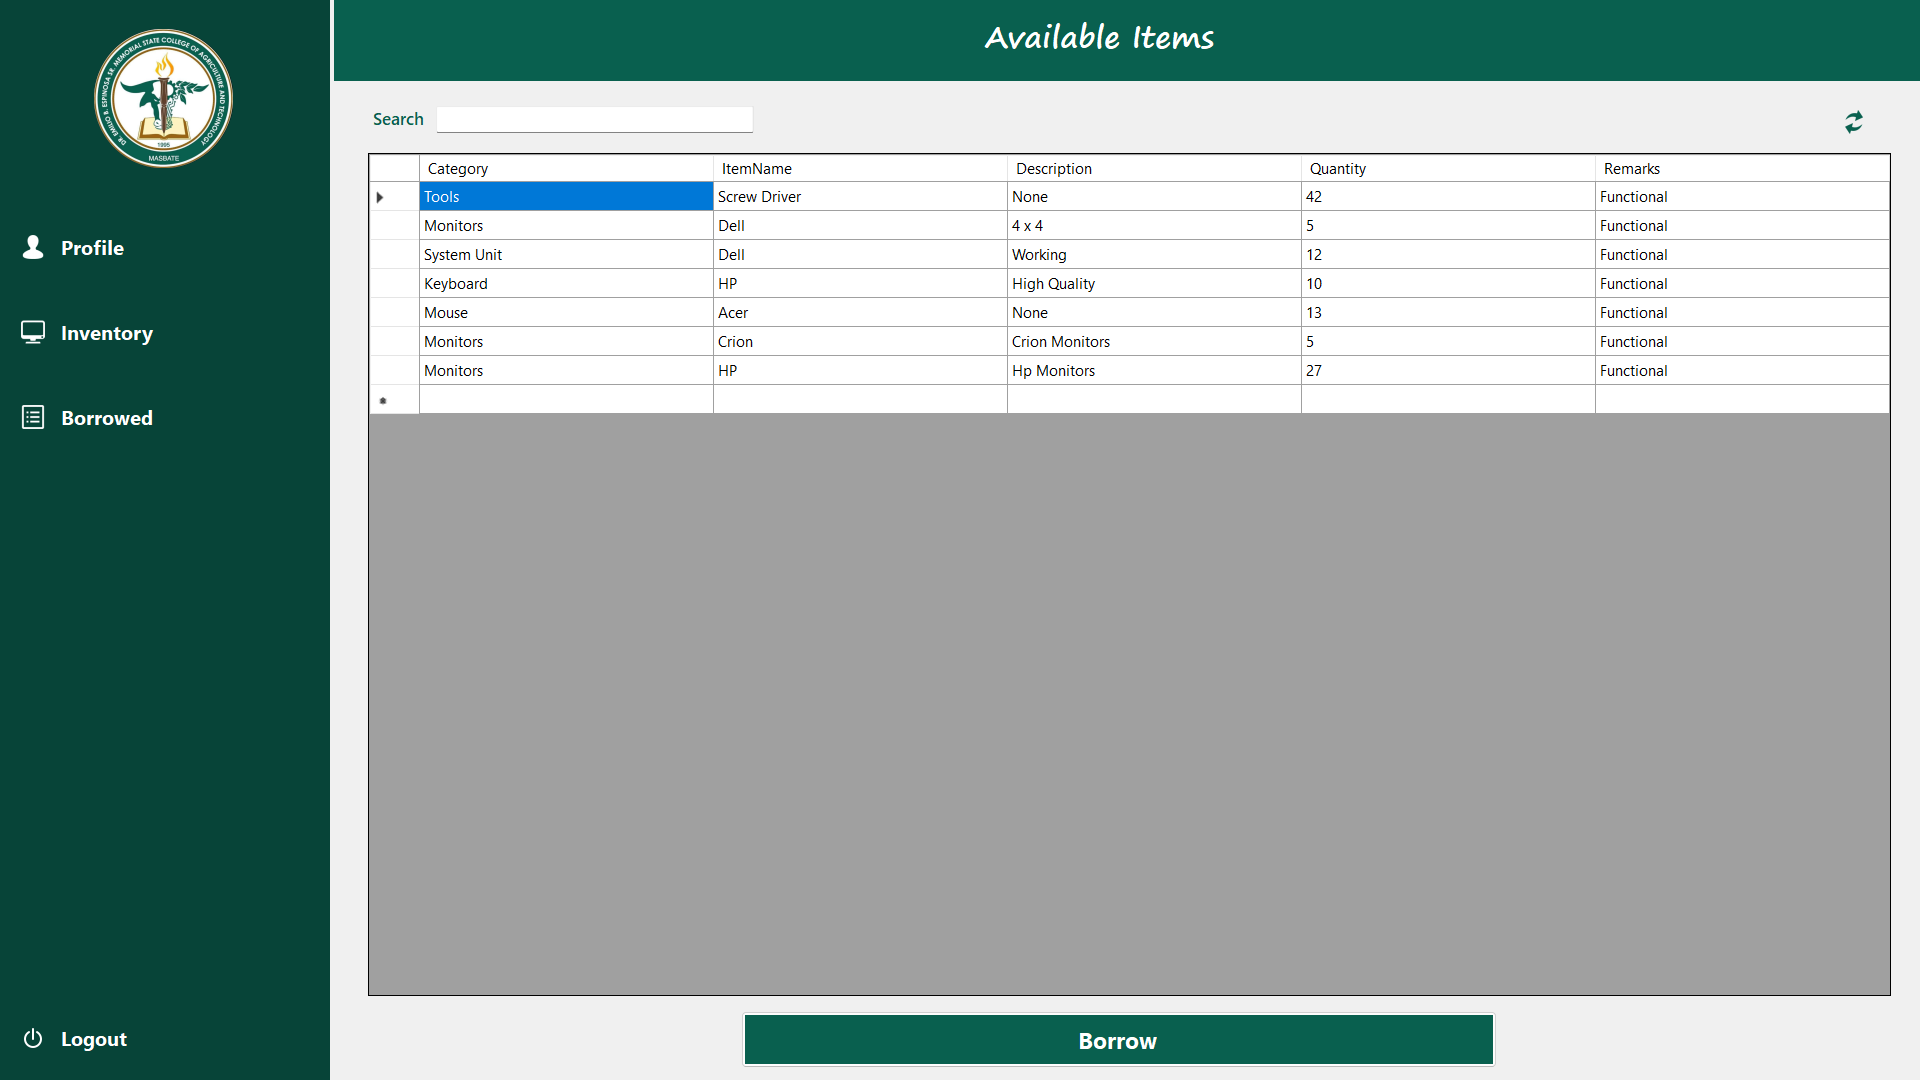 DR. EMILIO B. ESPINOSA SR. MEMORIAL STATE COLLEGE OF AGRICULTURE AND TECHNOLOGY
1995
MASBATE
Profile
Inventory
Borrowed
Logout
Available Items
Search
Category ItemName Description Quantity Remarks
Tools Screw Driver None 42 Functional
Monitors Dell 4 x 4 5 Functional
System Unit Dell Working 12 Functional
Keyboard HP High Quality 10 Functional
Mouse Acer None 13 Functional
Monitors Crion Crion Monitors 5 Functional
Monitors HP Hp Monitors 27 Functional
Borrow